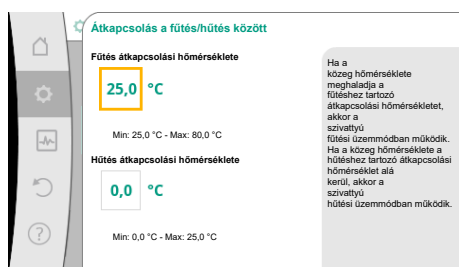 Átkapcsolás a fűtés/hűtés között
Fűtés átkapcsolási hőmérséklete
25,0 °C
Min: 25,0 °C - Max: 80,0 °C
Hűtés átkapcsolási hőmérséklete
0,0 °C
Min: 0,0 °C - Max: 25,0 °C
Ha a
közeg hőmérséklete
meghaladja a
fűtéshez tartozó
átkapcsolási hőmérsékletet,
akkor a
szivattyú
fűtési üzemmódban működik.
Ha a közeg hőmérséklete a
hűtéshez tartozó átkapcsolási
hőmérséklet alá
kerül, akkor a
szivattyú
hűtési üzemmódban működik.